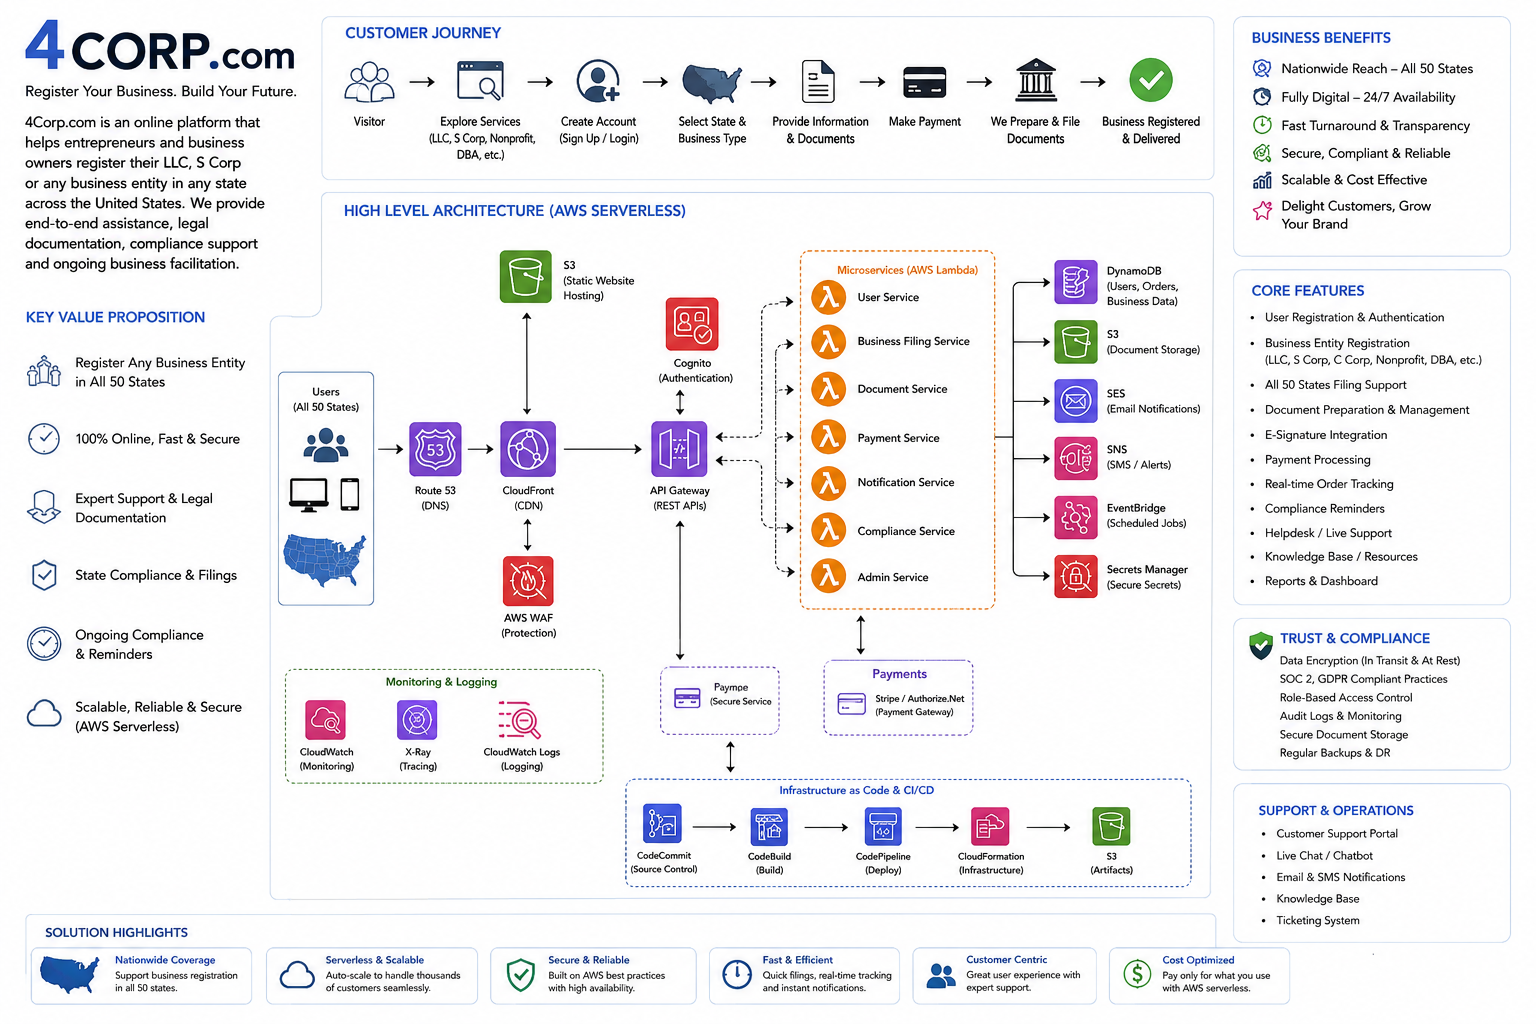 4CORP.com
Register Your Business. Build Your Future.
4Corp.com is an online platform that
helps entrepreneurs and business
owners register their LLC, S Corp
or any business entity in any state
across the United States. We provide
end-to-end assistance, legal
documentation, compliance support
and ongoing business facilitation.
KEY VALUE PROPOSITION
Register Any Business Entity
in All 50 States
100% Online, Fast & Secure
Expert Support & Legal
Documentation
State Compliance & Filings
Ongoing Compliance
& Reminders
Scalable, Reliable & Secure
(AWS Serverless)
CUSTOMER JOURNEY
Visitor
Explore Services
(LLC, S Corp, Nonprofit,
DBA, etc.)
Create Account
(Sign Up / Login)
Select State &
Business Type
Provide Information
& Documents
Make Payment
We Prepare & File
Documents
Business Registered
& Delivered
HIGH LEVEL ARCHITECTURE (AWS SERVERLESS)
Users
(All 50 States)
53
Route 53
(DNS)
S3
(Static Website
Hosting)
CloudFront
(CDN)
AWS WAF
(Protection)
Cognito
(Authentication)
API Gateway
(REST APIs)
Microservices (AWS Lambda)
User Service
Business Filing Service
Document Service
Payment Service
Notification Service
Compliance Service
Admin Service
DynamoDB
(Users, Orders,
Business Data)
S3
(Document Storage)
SES
(Email Notifications)
SNS
(SMS / Alerts)
EventBridge
(Scheduled Jobs)
Secrets Manager
(Secure Secrets)
Monitoring & Logging
CloudWatch
(Monitoring)
X-Ray
(Tracing)
CloudWatch Logs
(Logging)
Paympe
(Secure Service
Payments
Stripe / Authorize.Net
(Payment Gateway)
Infrastructure as Code & CI/CD
CodeCommit
(Source Control)
CodeBuild
(Build)
CodePipeline
(Deploy)
CloudFormation
(Infrastructure)
S3
(Artifacts)
BUSINESS BENEFITS
Nationwide Reach – All 50 States
Fully Digital – 24/7 Availability
Fast Turnaround & Transparency
Secure, Compliant & Reliable
Scalable & Cost Effective
Delight Customers, Grow
Your Brand
CORE FEATURES
• User Registration & Authentication
• Business Entity Registration
(LLC, S Corp, C Corp, Nonprofit, DBA, etc.)
• All 50 States Filing Support
• Document Preparation & Management
• E-Signature Integration
• Payment Processing
• Real-time Order Tracking
• Compliance Reminders
• Helpdesk / Live Support
• Knowledge Base / Resources
• Reports & Dashboard
TRUST & COMPLIANCE
Data Encryption (In Transit & At Rest)
SOC 2, GDPR Compliant Practices
Role-Based Access Control
Audit Logs & Monitoring
Secure Document Storage
Regular Backups & DR
SUPPORT & OPERATIONS
• Customer Support Portal
• Live Chat / Chatbot
• Email & SMS Notifications
• Knowledge Base
• Ticketing System
SOLUTION HIGHLIGHTS
Nationwide Coverage
Support business registration
in all 50 states.
Serverless & Scalable
Auto-scale to handle thousands
of customers seamlessly.
Secure & Reliable
Built on AWS best practices
with high availability.
Fast & Efficient
Quick filings, real-time tracking
and instant notifications.
Customer Centric
Great user experience with
expert support.
Cost Optimized
Pay only for what you use
with AWS serverless.